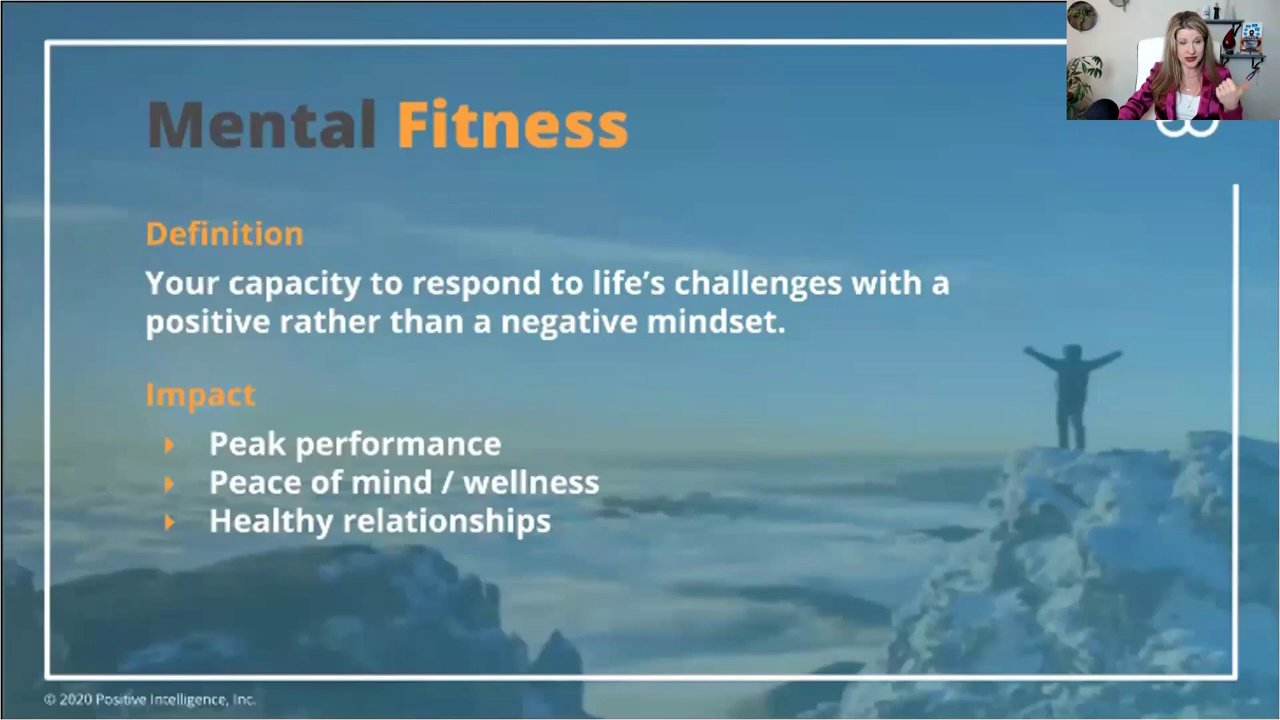 Mental Fitness
Definition
Your capacity to respond to life’s challenges with a
positive rather than a negative mindset.
Impact
Peak performance
Peace of mind / wellness
Healthy relationships
© 2020 Positive Intelligence, Inc.